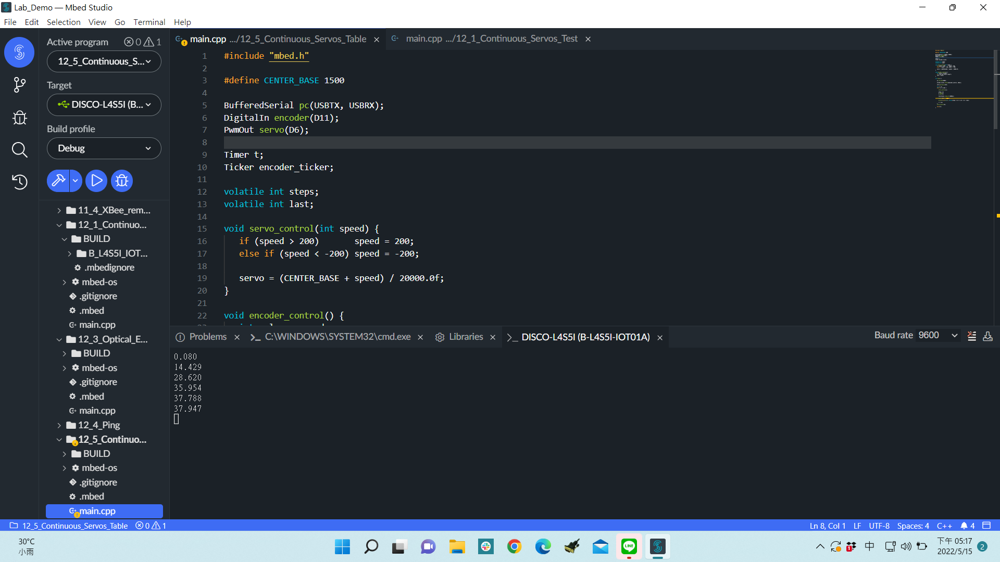 Lab_Demo — Mbed Studio
File Edit Selection View Go Terminal Help
Active program 0 1
12_5_Continuous_S...
Target
DISCO-L4S5I (B...
Build profile
Debug
11_4_XBee_rem...
12_1_Continuo...
BUILD
B_L4S5I_IOT...
.mbedignore
mbed-os
.gitignore
.mbed
main.cpp
12_3_Optical_E...
BUILD
mbed-os
.gitignore
.mbed
main.cpp
12_4_Ping
12_5_Continuo...
BUILD
mbed-os
.gitignore
.mbed
main.cpp
main.cpp .../12_5_Continuous_Servos_Table main.cpp .../12_1_Continuous_Servos_Test
1 #include "mbed.h"
2
3 #define CENTER_BASE 1500
4
5 BufferedSerial pc(USBTX, USBRX);
6 DigitalIn encoder(D11);
7 PwmOut servo(D6);
8
9 Timer t;
10 Ticker encoder_ticker;
11
12 volatile int steps;
13 volatile int last;
14
15 void servo_control(int speed) {
16 if (speed > 200) speed = 200;
17 else if (speed < -200) speed = -200;
18
19 servo = (CENTER_BASE + speed) / 20000.0f;
20 }
21
22 void encoder_control() {
Problems C:\WINDOWS\SYSTEM32\cmd.exe Libraries DISCO-L4S5I (B-L4S5I-IOT01A) Baud rate 9600
0.080
14.429
28.620
35.954
37.788
37.947
12_5_Continuous_Servos_Table 0 1 Ln 8, Col 1 LF UTF-8 Spaces: 4 C++ 4
30°C
小雨
LINE
1
中
下午 05:17
2022/5/15
2